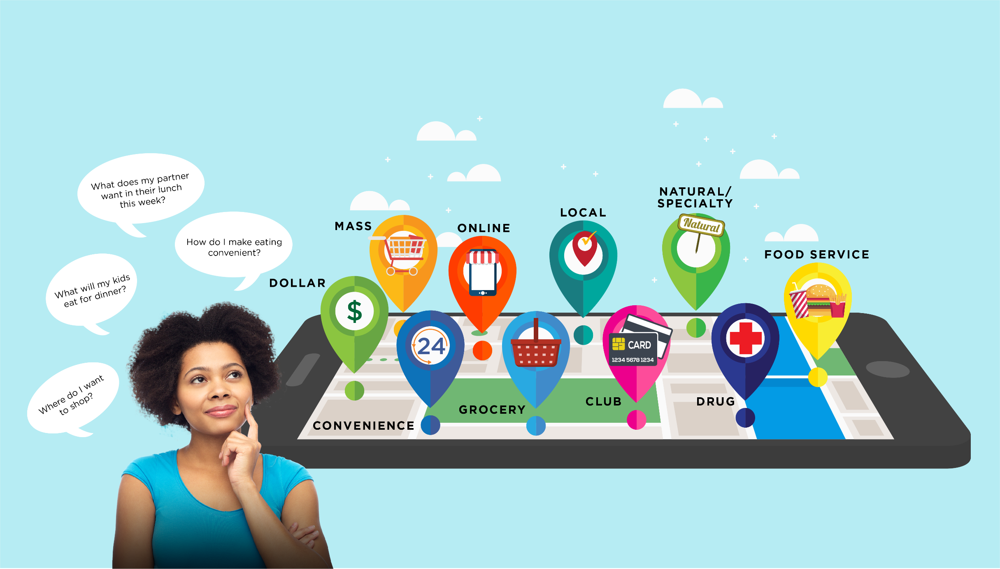 What does my partner
want in their lunch
this week?
How do I make eating
convenient?
What will my kids
eat for dinner?
Where do I want
to shop?
DOLLAR
$
MASS
CONVENIENCE
24
ONLINE
GROCERY
LOCAL
CLUB
CARD
1234 5678 1234
NATURAL/
SPECIALTY
Natural
DRUG
FOOD SERVICE